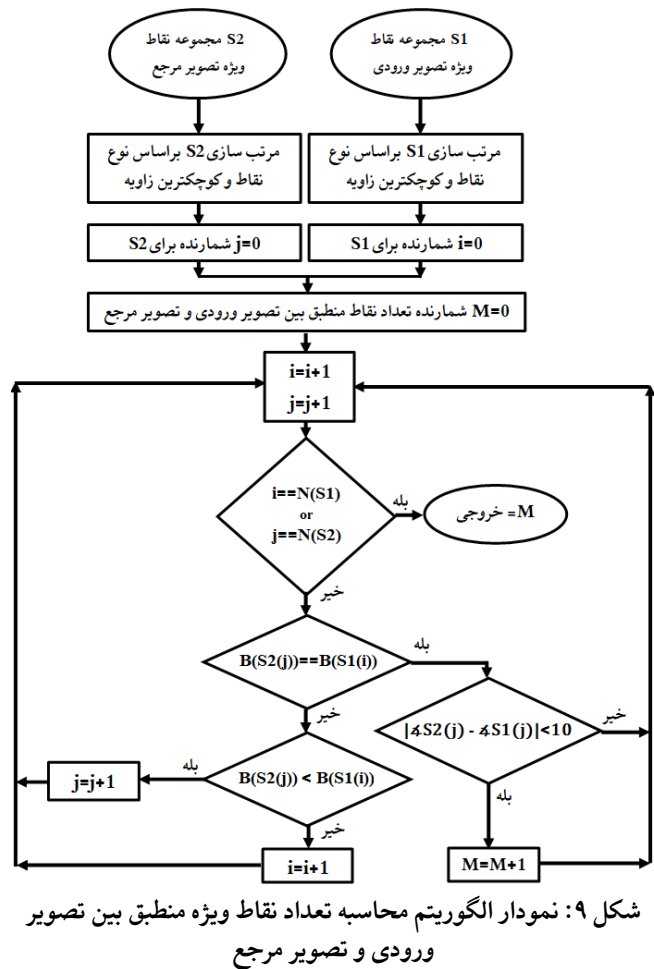 S1 مجموعه نقاط
ویژه تصویر ورودی
S2 مجموعه نقاط
ویژه تصویر مرجع
مرتب سازی S1 براساس نوع
نقاط و کوچکترین زاویه
مرتب سازی S2 براساس نوع
نقاط و کوچکترین زاویه
i=0 شمارنده برای S1
j=0 شمارنده برای S2
M=0 شمارنده تعداد نقاط منطبق بین تصویر ورودی و تصویر مرجع
i=i+1
j=j+1
i==N(S1)
or
j==N(S2)
بله
M= خروجی
خیر
B(S2(j))==B(S1(i))
بله
|∡S2(j) - ∡S1(j)|<10
خیر
خیر
B(S2(j)) < B(S1(i))
بله
j=j+1
بله
خیر
i=i+1
M=M+1
شکل ۹: نمودار الگوریتم محاسبه تعداد نقاط ویژه منطبق بین تصویر
ورودی و تصویر مرجع